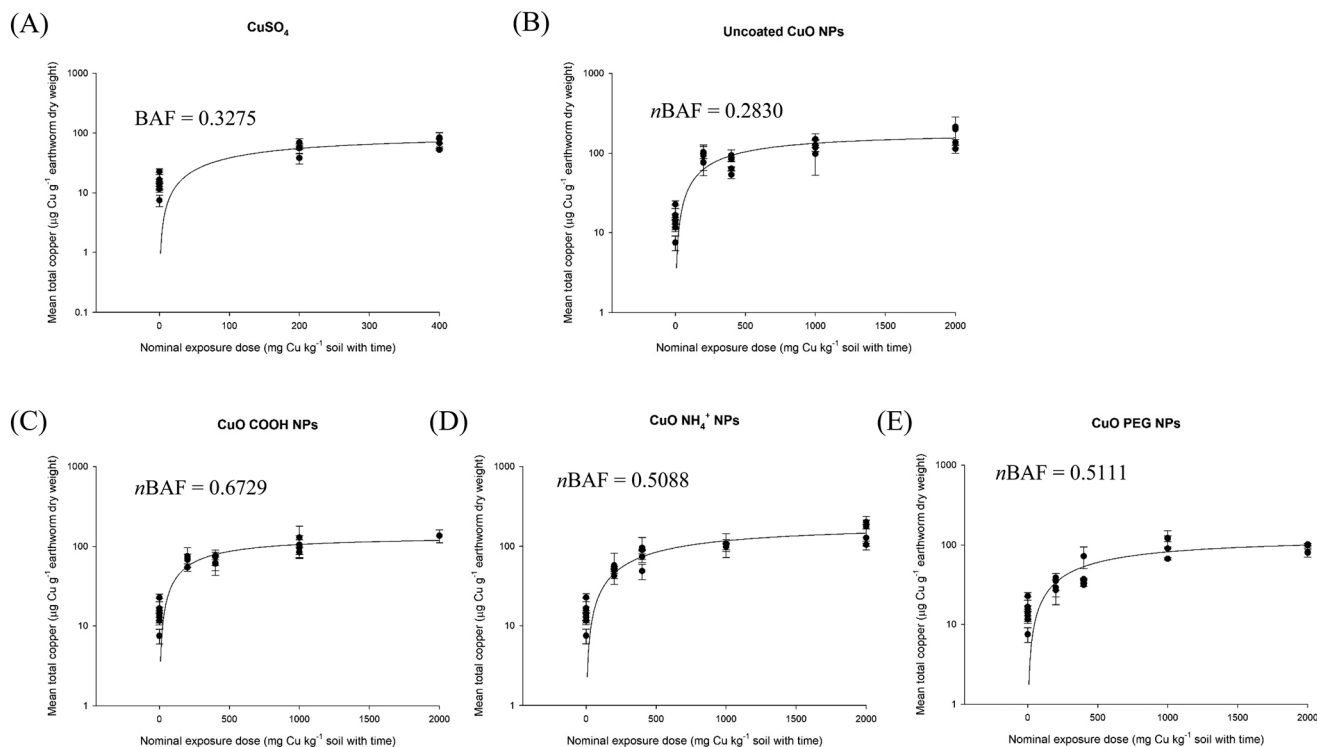 (A)
CuSO₄
BAF = 0.3275
Mean total copper (µg Cu g⁻¹ earthworm dry weight)
1000
100
10
1
0.1
0 100 200 300 400
Nominal exposure dose (mg Cu kg⁻¹ soil with time)
(B)
Uncoated CuO NPs
nBAF = 0.2830
Mean total copper (µg Cu g⁻¹ earthworm dry weight)
1000
100
10
1
0 500 1000 1500 2000
Nominal exposure dose (mg Cu kg⁻¹ soil with time)
(C)
CuO COOH NPs
nBAF = 0.6729
Mean total copper (µg Cu g⁻¹ earthworm dry weight)
1000
100
10
1
0 500 1000 1500 2000
Nominal exposure dose (mg Cu kg⁻¹ soil with time)
(D)
CuO NH₄⁺ NPs
nBAF = 0.5088
Mean total copper (µg Cu g⁻¹ earthworm dry weight)
1000
100
10
1
0 500 1000 1500 2000
Nominal exposure dose (mg Cu kg⁻¹ soil with time)
(E)
CuO PEG NPs
nBAF = 0.5111
Mean total copper (µg Cu g⁻¹ earthworm dry weight)
1000
100
10
1
0 500 1000 1500 2000
Nominal exposure dose (mg Cu kg⁻¹ soil with time)